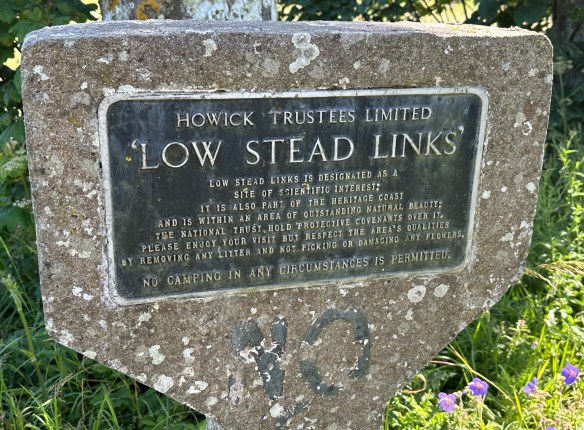 HOWICK TRUSTEES LIMITED
'LOW STEAD LINKS'
LOW STEAD LINKS IS DESIGNATED AS A
SITE OF SCIENTIFIC INTEREST;
IT IS ALSO PART OF THE HERITAGE COAST
AND IS WITHIN AN AREA OF OUTSTANDING NATURAL BEAUTY;
THE NATIONAL TRUST HOLD PROTECTIVE COVENANTS OVER IT.
PLEASE ENJOY YOUR VISIT BUT RESPECT THE AREA'S QUALITIES
BY REMOVING ANY LITTER AND NOT PICKING OR DAMAGING ANY FLOWERS.
NO CAMPING IN ANY CIRCUMSTANCES IS PERMITTED.